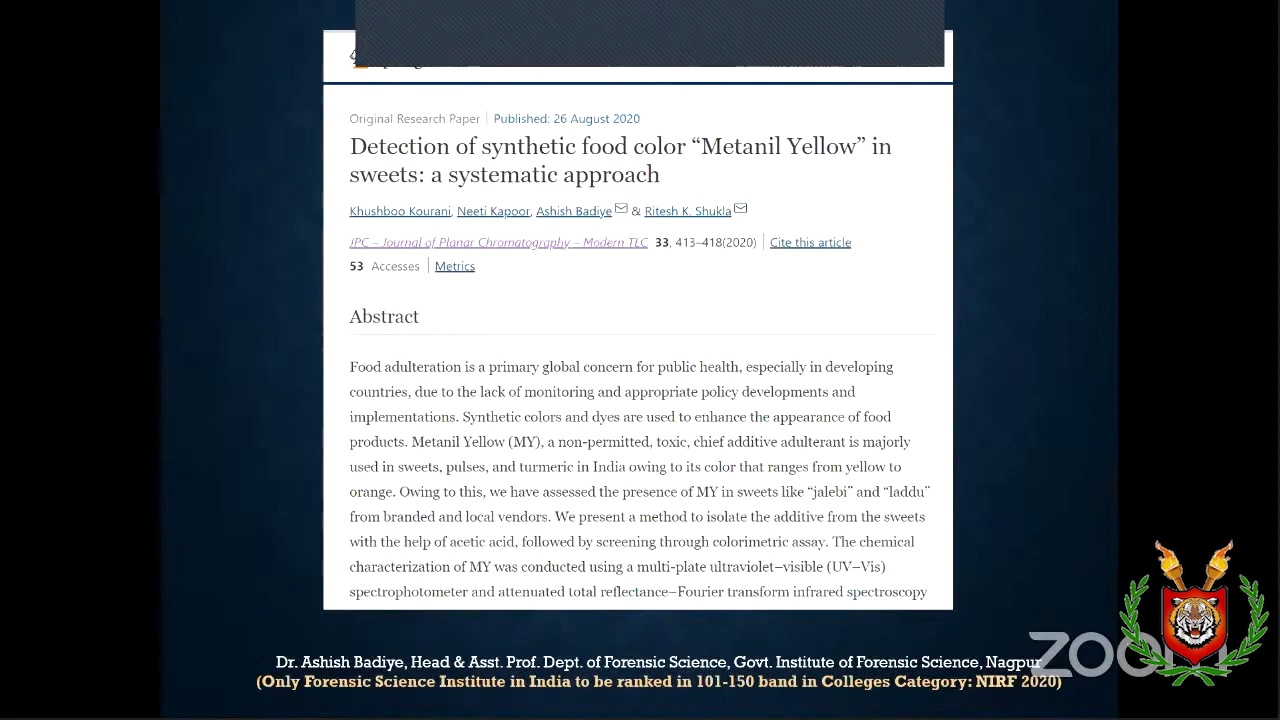 Original Research Paper | Published: 26 August 2020
Detection of synthetic food color “Metanil Yellow” in
sweets: a systematic approach
Khushboo Kourani, Neeti Kapoor, Ashish Badiye & Ritesh K. Shukla
JPC – Journal of Planar Chromatography – Modern TLC 33, 413–418(2020) | Cite this article
53 Accesses | Metrics
Abstract
Food adulteration is a primary global concern for public health, especially in developing
countries, due to the lack of monitoring and appropriate policy developments and
implementations. Synthetic colors and dyes are used to enhance the appearance of food
products. Metanil Yellow (MY), a non-permitted, toxic, chief additive adulterant is majorly
used in sweets, pulses, and turmeric in India owing to its color that ranges from yellow to
orange. Owing to this, we have assessed the presence of MY in sweets like “jalebi” and “laddu”
from branded and local vendors. We present a method to isolate the additive from the sweets
with the help of acetic acid, followed by screening through colorimetric assay. The chemical
characterization of MY was conducted using a multi-plate ultraviolet–visible (UV–Vis)
spectrophotometer and attenuated total reflectance–Fourier transform infrared spectroscopy
Dr. Ashish Badiye, Head & Asst. Prof. Dept. of Forensic Science, Govt. Institute of Forensic Science, Nagpur
(Only Forensic Science Institute in India to be ranked in 101-150 band in Colleges Category: NIRF 2020)
zoom